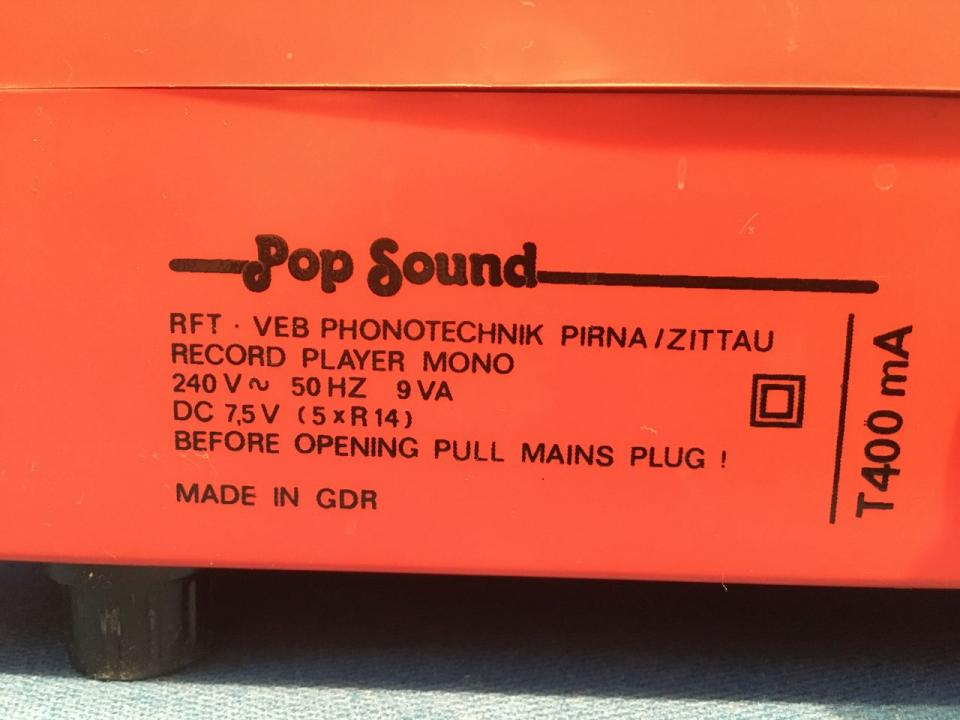 Pop Sound
RFT · VEB PHONOTECHNIK PIRNA/ZITTAU
RECORD PLAYER MONO
240 V ~ 50 HZ 9 VA
DC 7,5 V (5 x R 14)
BEFORE OPENING PULL MAINS PLUG !
MADE IN GDR
T400 mA